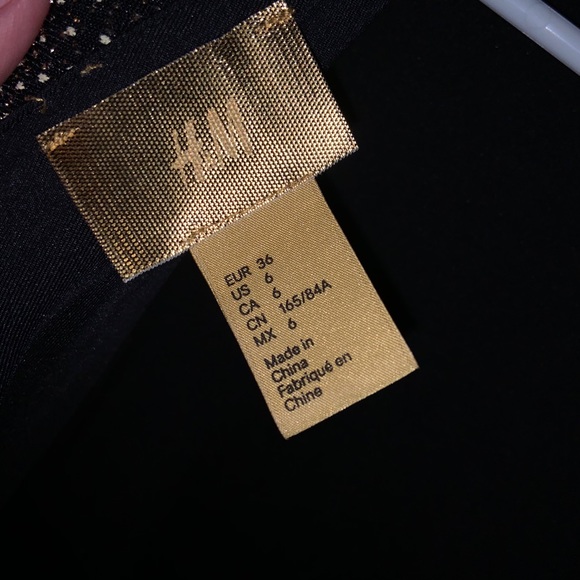 H&M
EUR 36
US 6
CA 6
CN 165/84A
MX 6
Made in
China
Fabriqué en
Chine